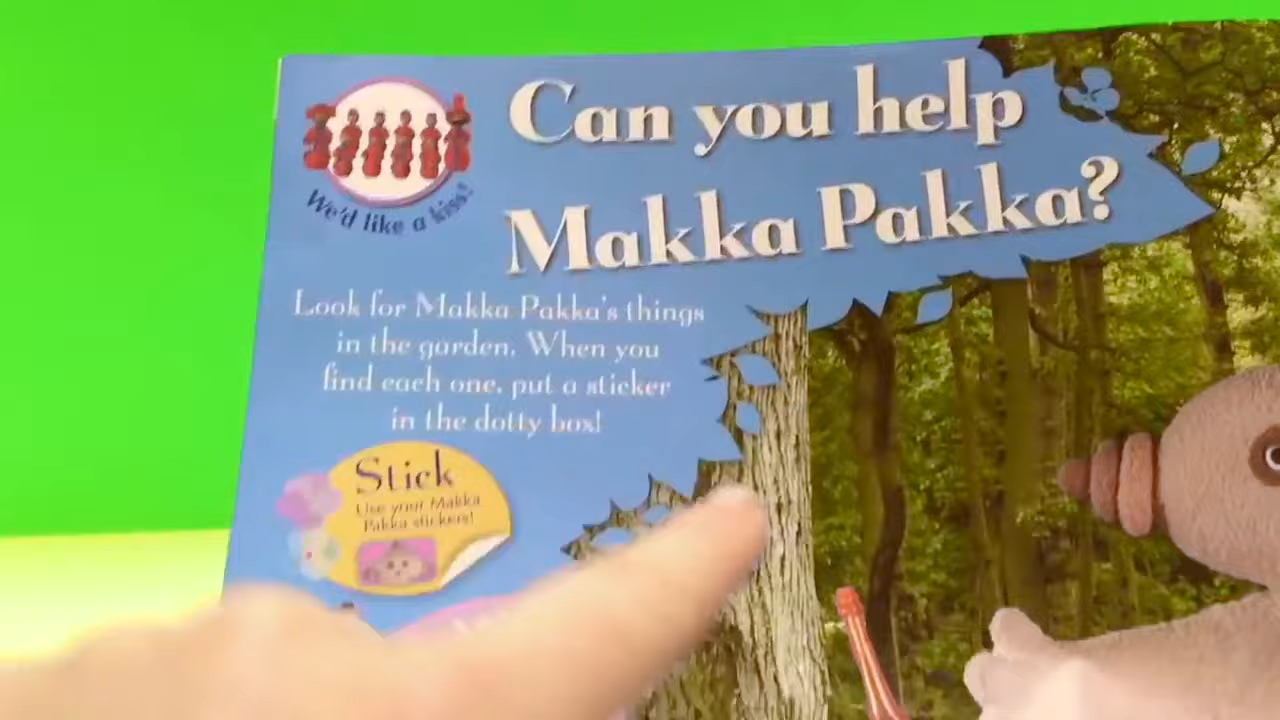 We'd like a kiss!
Can you help
Makka Pakka?
Look for Makka Pakka's things
in the garden. When you
find each one, put a sticker
in the dotty box!
Stick
Use your Makka
Pakka stickers!